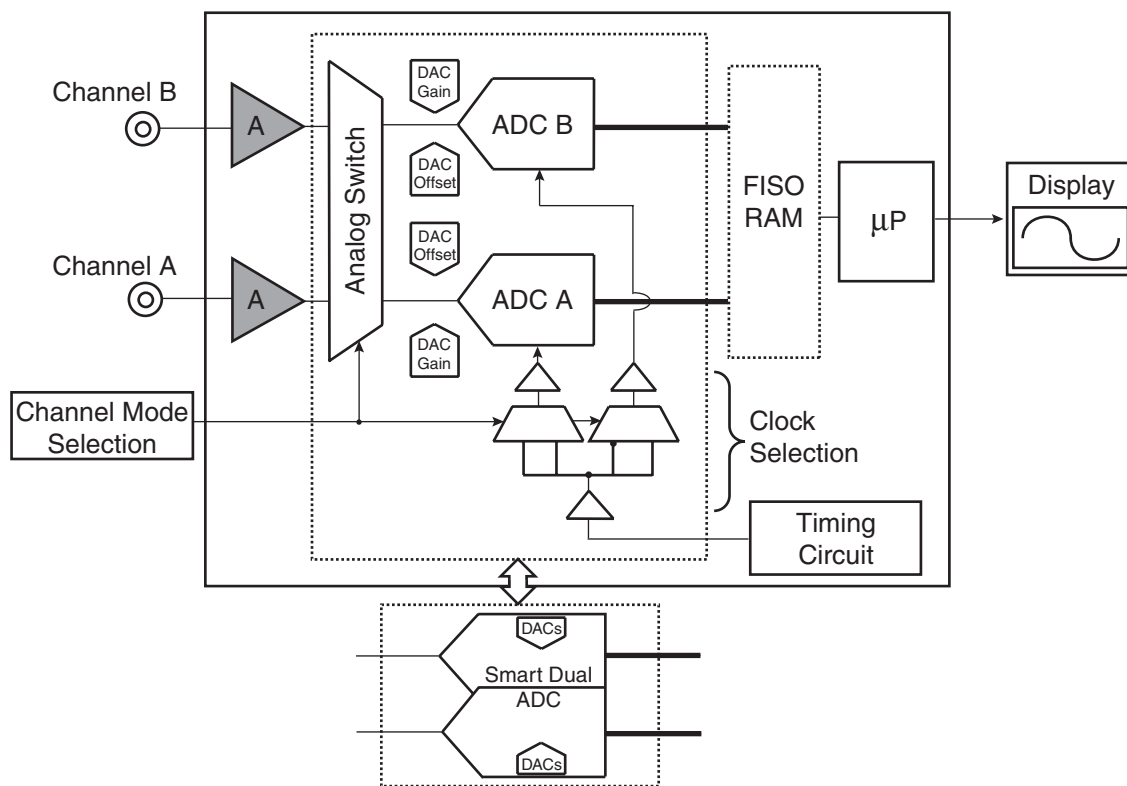 Channel B
A
Analog Switch
DAC
Gain
ADC B
DAC
Offset
FISO
RAM
μP
Display
Channel A
A
DAC
Offset
ADC A
DAC
Gain
Channel Mode
Selection
Clock
Selection
Timing
Circuit
DACs
Smart Dual
ADC
DACs